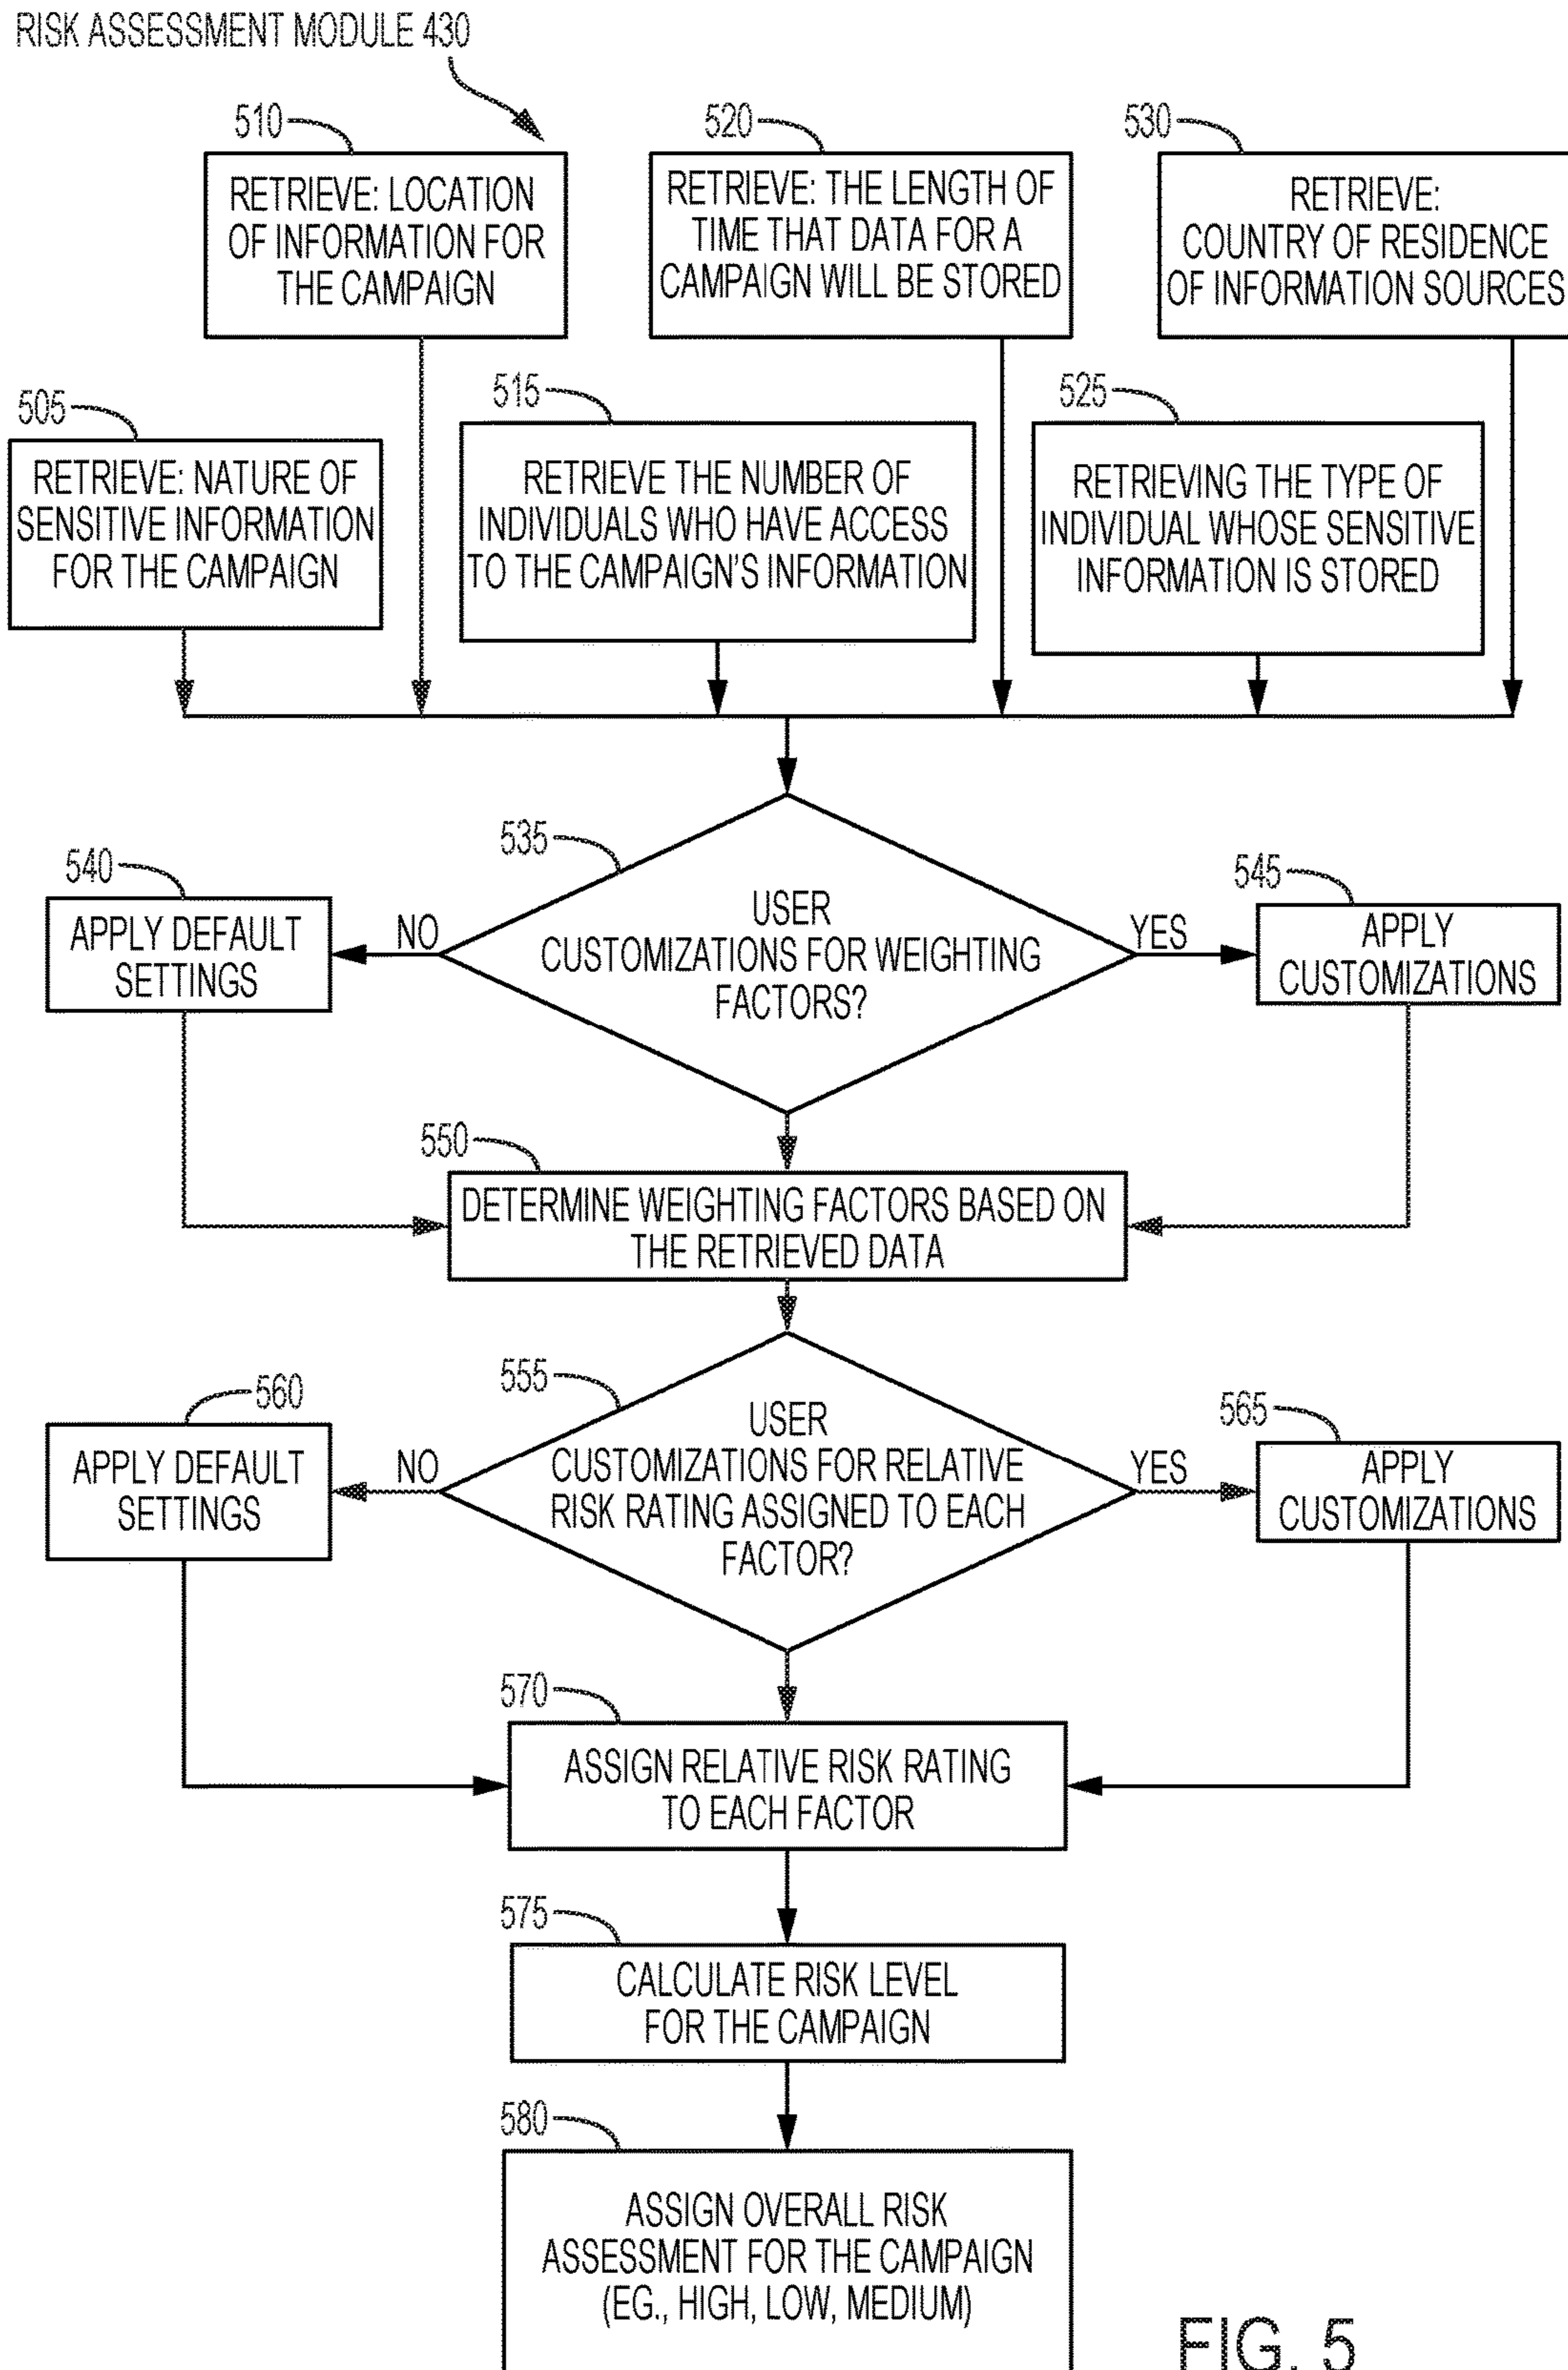 RISK ASSESSMENT MODULE 430
510
RETRIEVE: LOCATION
OF INFORMATION FOR
THE CAMPAIGN
520
RETRIEVE: THE LENGTH OF
TIME THAT DATA FOR A
CAMPAIGN WILL BE STORED
530
RETRIEVE:
COUNTRY OF RESIDENCE
OF INFORMATION SOURCES
505
RETRIEVE: NATURE OF
SENSITIVE INFORMATION
FOR THE CAMPAIGN
515
RETRIEVE THE NUMBER OF
INDIVIDUALS WHO HAVE ACCESS
TO THE CAMPAIGN'S INFORMATION
525
RETRIEVING THE TYPE OF
INDIVIDUAL WHOSE SENSITIVE
INFORMATION IS STORED
535
USER
CUSTOMIZATIONS FOR WEIGHTING
FACTORS?
540
NO
APPLY DEFAULT
SETTINGS
545
YES
APPLY
CUSTOMIZATIONS
550
DETERMINE WEIGHTING FACTORS BASED ON
THE RETRIEVED DATA
555
USER
CUSTOMIZATIONS FOR RELATIVE
RISK RATING ASSIGNED TO EACH
FACTOR?
560
NO
APPLY DEFAULT
SETTINGS
565
YES
APPLY
CUSTOMIZATIONS
570
ASSIGN RELATIVE RISK RATING
TO EACH FACTOR
575
CALCULATE RISK LEVEL
FOR THE CAMPAIGN
580
ASSIGN OVERALL RISK
ASSESSMENT FOR THE CAMPAIGN
(EG., HIGH, LOW, MEDIUM)
FIG. 5